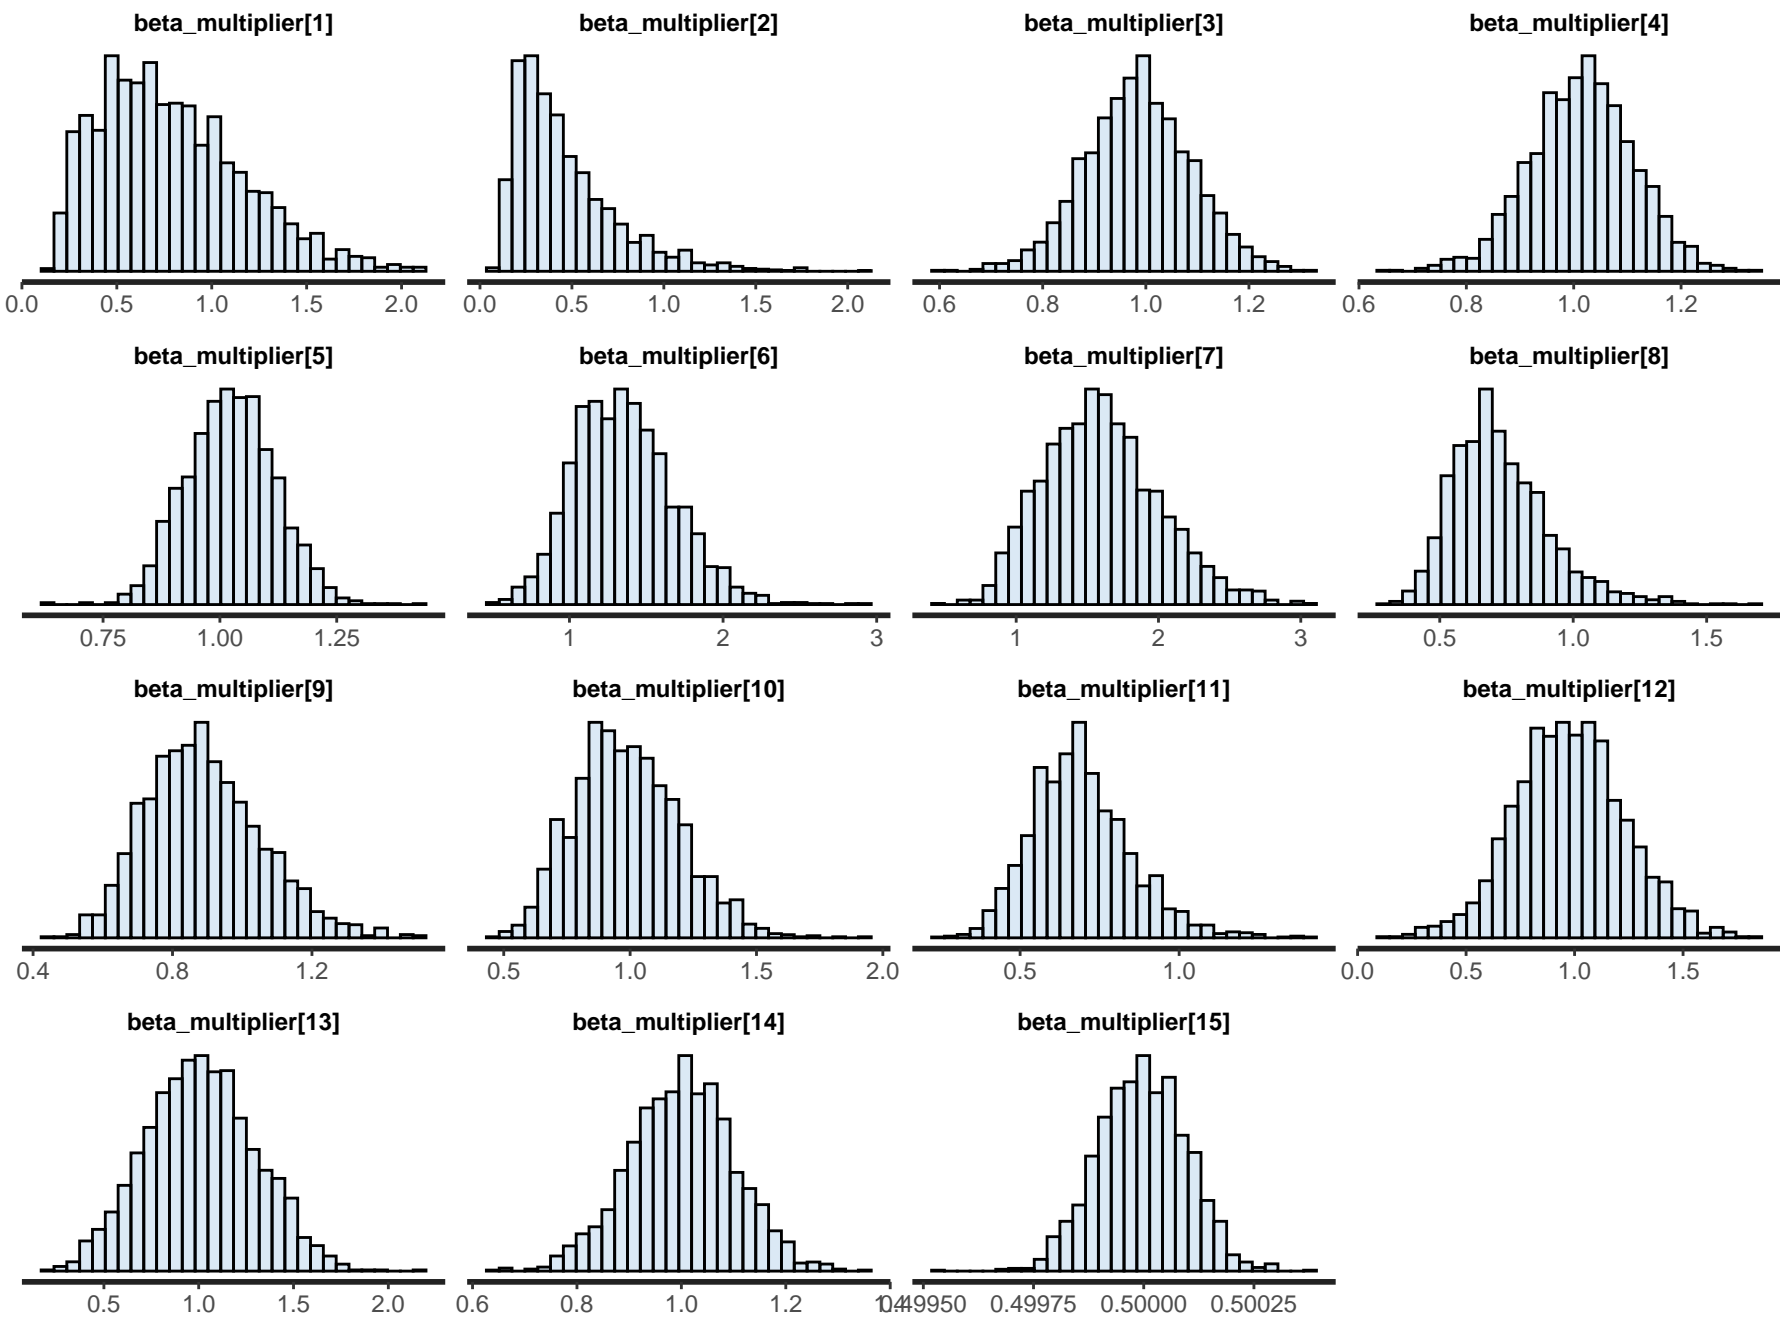 beta_multiplier[1] beta_multiplier[2] beta_multiplier[3] beta_multiplier[4]
0.0 0.5 1.0 1.5 2.0 0.0 0.5 1.0 1.5 2.0 0.6 0.8 1.0 1.2 0.6 0.8 1.0 1.2
beta_multiplier[5] beta_multiplier[6] beta_multiplier[7] beta_multiplier[8]
0.75 1.00 1.25 1 2 3 1 2 3 0.5 1.0 1.5
beta_multiplier[9] beta_multiplier[10] beta_multiplier[11] beta_multiplier[12]
0.4 0.8 1.2 0.5 1.0 1.5 2.0 0.5 1.0 0.0 0.5 1.0 1.5
beta_multiplier[13] beta_multiplier[14] beta_multiplier[15]
0.5 1.0 1.5 2.0 0.6 0.8 1.0 1.2 1.4 0.49950 0.49975 0.50000 0.50025